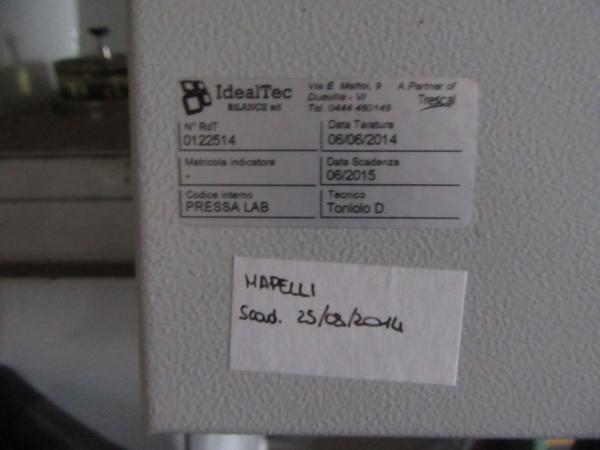 IdealTec
BILANCE srl
Via E. Mattei, 9
Dueville - VI
Tel. 0444 460149
A Partner of
Trescal
N° RdT
0122514
Data Taratura
06/06/2014
Matricola indicatore
-
Data Scadenza
06/2015
Codice interno
PRESSA LAB
Tecnico
Toniolo D.
MAPELLI
Scad. 25/09/2014